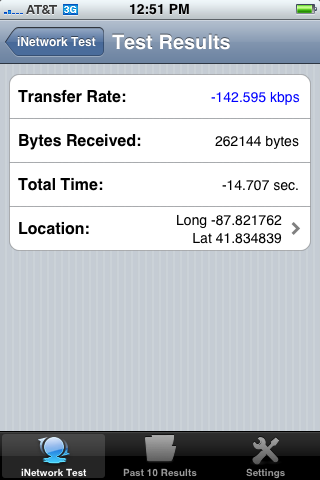 AT&T 3G 12:51 PM
iNetwork Test Test Results
Transfer Rate: -142.595 kbps
Bytes Received: 262144 bytes
Total Time: -14.707 sec.
Location: Long -87.821762
Lat 41.834839
iNetwork Test Past 10 Results Settings